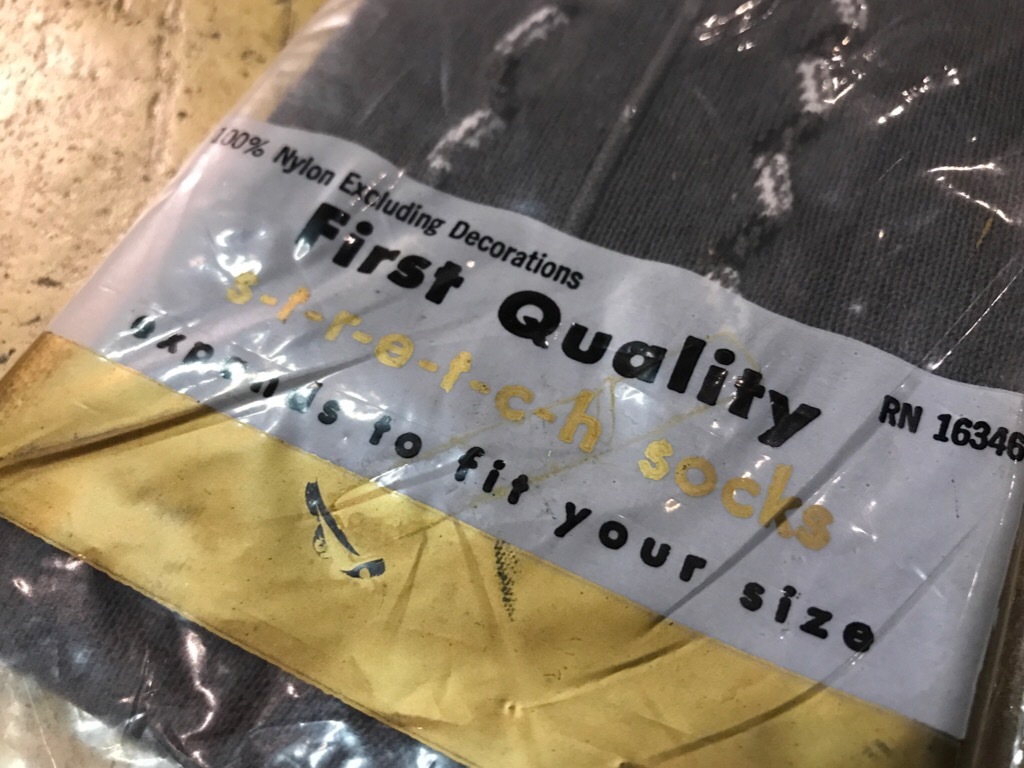 100% Nylon Excluding Decorations
First Quality
RN 16346
s-t-r-e-t-c-h socks
expands to fit your size